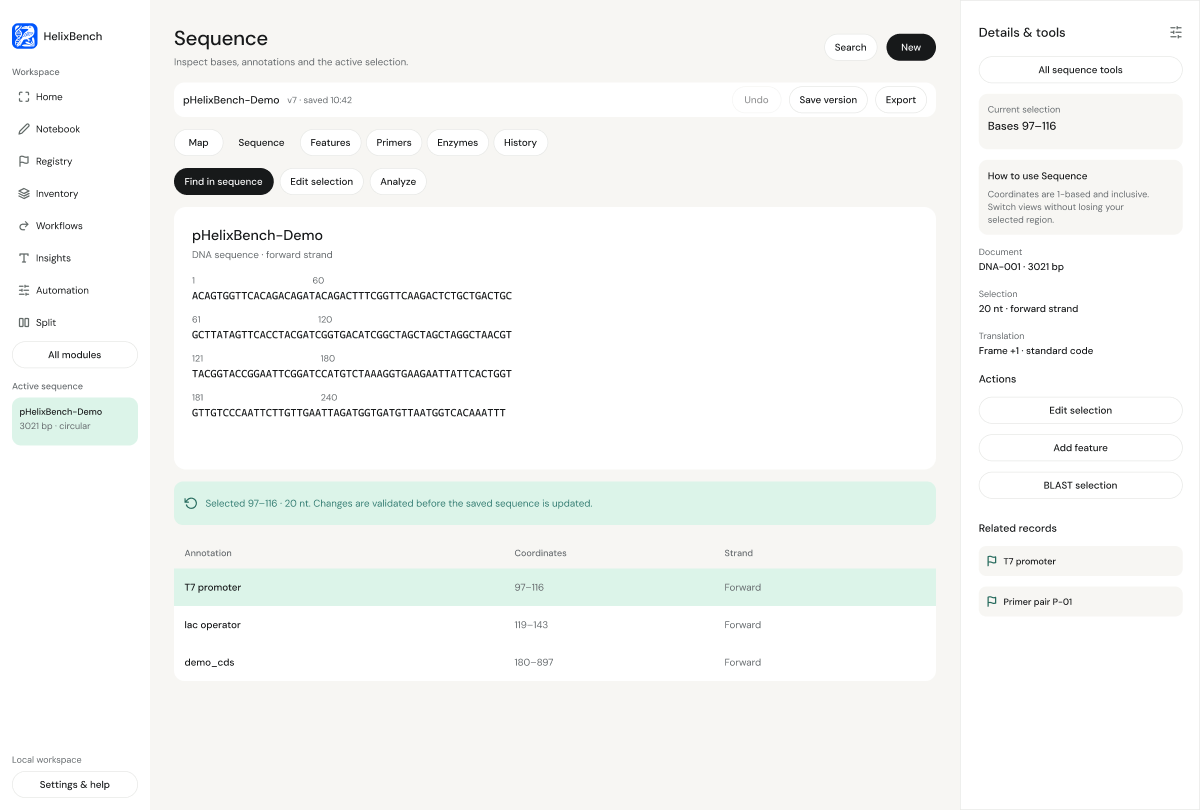 HelixBench
Workspace
Home
Notebook
Registry
Inventory
Workflows
Insights
Automation
Split
All modules
Active sequence
pHelixBench-Demo
3021 bp · circular
Local workspace
Settings & help
Sequence
Inspect bases, annotations and the active selection.
Search
New
pHelixBench-Demo v7 · saved 10:42
Undo
Save version
Export
Map
Sequence
Features
Primers
Enzymes
History
Find in sequence
Edit selection
Analyze
pHelixBench-Demo
DNA sequence · forward strand
1 60
ACAGTGGTTCACAGACAGATACAGACTTTCGGTTCAAGACTCTGCTGACTGC
61 120
GCTTATAGTTCACCTACGATCGGTGACATCGGCTAGCTAGCTAGGCTAACGT
121 180
TACGGTACCGGAATTCGGATCCATGTCTAAAGGTGAAGAATTATTCACTGGT
181 240
GTTGTCCCAATTCTTGTTGAATTAGATGGTGATGTTAATGGTCACAAATTT
Selected 97–116 · 20 nt. Changes are validated before the saved sequence is updated.
Annotation Coordinates Strand
T7 promoter 97–116 Forward
lac operator 119–143 Forward
demo_cds 180–897 Forward
Details & tools
All sequence tools
Current selection
Bases 97–116
How to use Sequence
Coordinates are 1-based and inclusive.
Switch views without losing your
selected region.
Document
DNA-001 · 3021 bp
Selection
20 nt · forward strand
Translation
Frame +1 · standard code
Actions
Edit selection
Add feature
BLAST selection
Related records
T7 promoter
Primer pair P-01